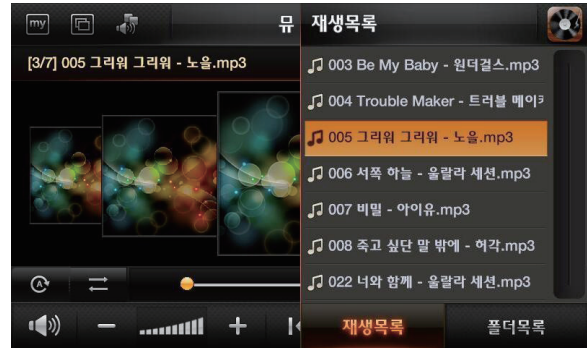 my
뮤
[3/7] 005 그리워 그리워 - 노을.mp3
A
재생목록
003 Be My Baby - 원더걸스.mp3
004 Trouble Maker - 트러블 메이
005 그리워 그리워 - 노을.mp3
006 서쪽 하늘 - 울랄라 세션.mp3
007 비밀 - 아이유.mp3
008 죽고 싶단 말 밖에 - 허각.mp3
022 너와 함께 - 울랄라 세션.mp3
재생목록
폴더목록